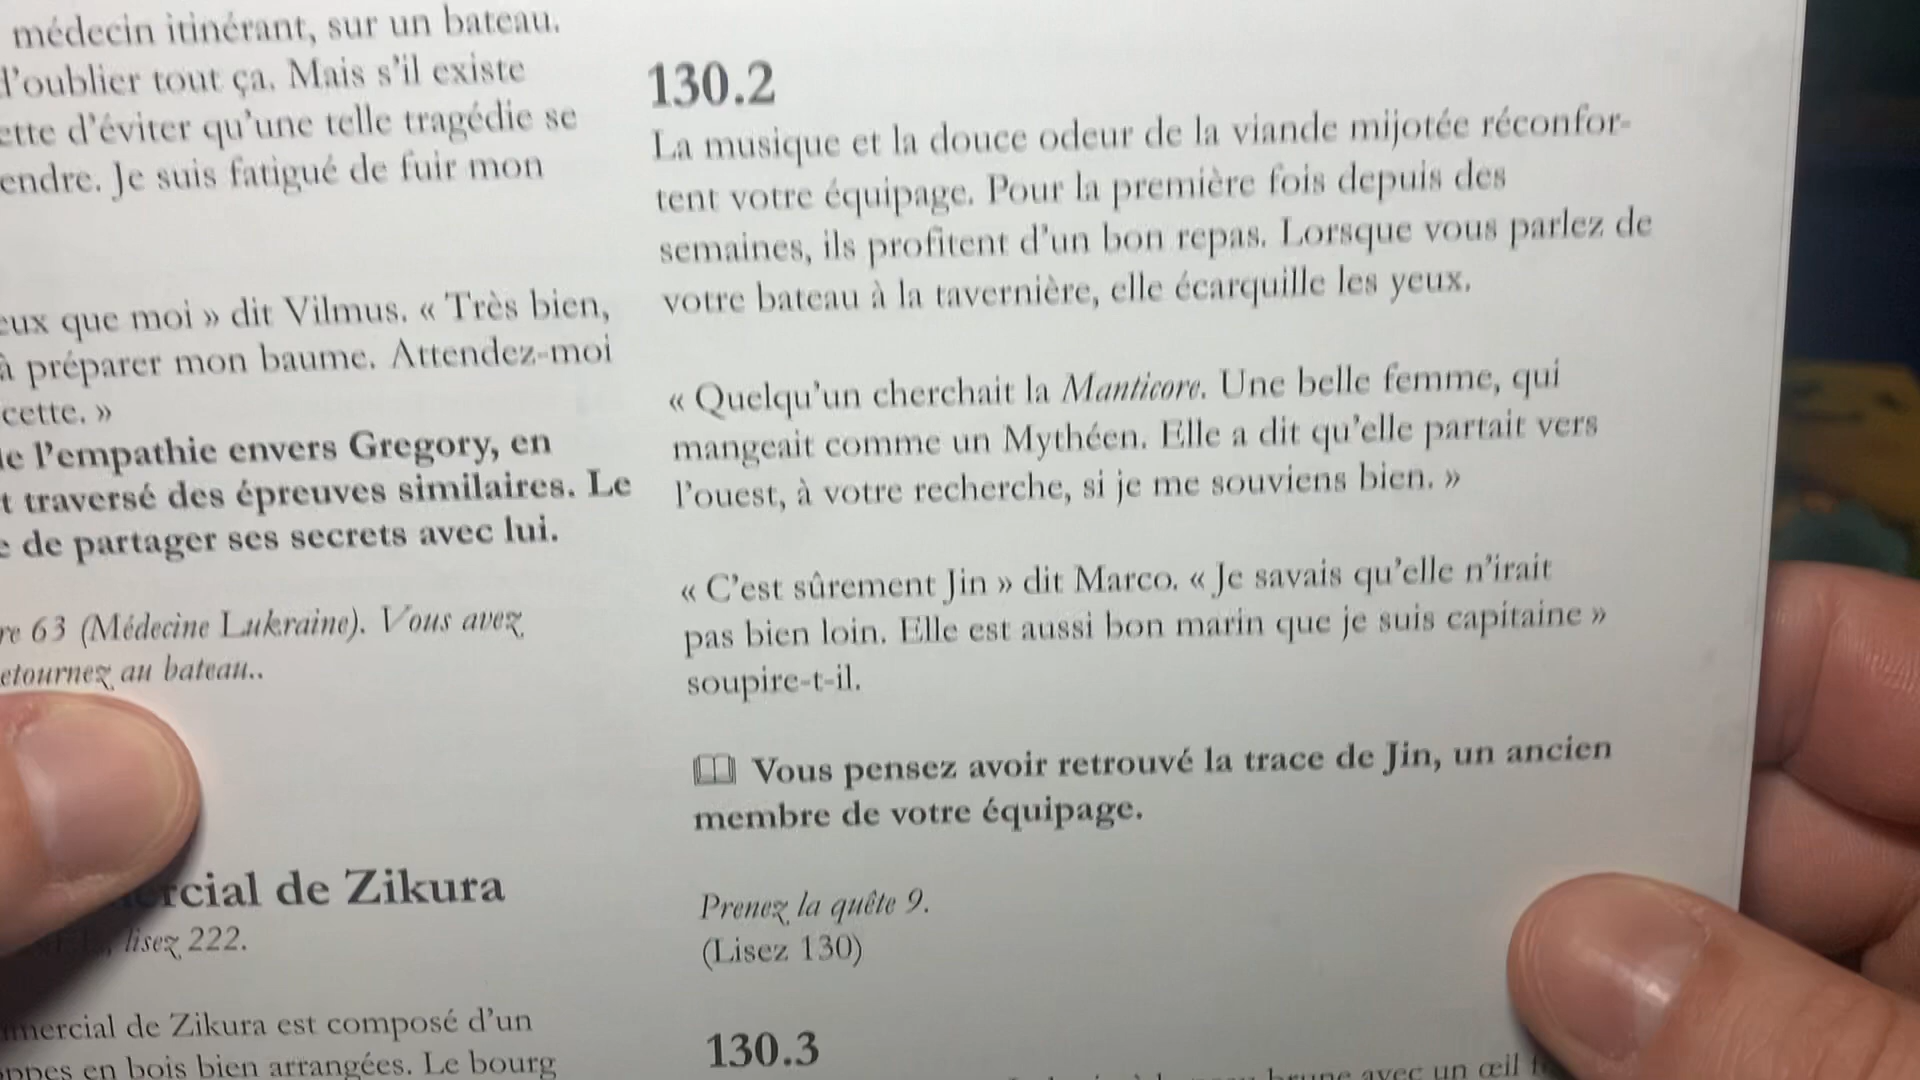 médecin itinérant, sur un bateau.
d'oublier tout ça. Mais s'il existe
d'éviter qu'une telle tragédie se
Je suis fatigué de fuir mon
que moi » dit Vilmus. « Très bien,
à préparer mon baume. Attendez-moi
l'empathie envers Gregory, en
traversé des épreuves similaires. Le
de partager ses secrets avec lui.
63 (Médecine Lukraine). Vous avez
au bateau..
de Zikura
lisez 222.
de Zikura est composé d'un
en bois bien arrangées. Le bourg
130.2
La musique et la douce odeur de la viande mijotée réconfor-
tent votre équipage. Pour la première fois depuis des
semaines, ils profitent d'un bon repas. Lorsque vous parlez de
votre bateau à la tavernière, elle écarquille les yeux.
« Quelqu'un cherchait la Manticore. Une belle femme, qui
mangeait comme un Mythéen. Elle a dit qu'elle partait vers
l'ouest, à votre recherche, si je me souviens bien. »
« C'est sûrement Jin » dit Marco. « Je savais qu'elle n'irait
pas bien loin. Elle est aussi bon marin que je suis capitaine »
soupire-t-il.
Vous pensez avoir retrouvé la trace de Jin, un ancien
membre de votre équipage.
Prenez la quête 9.
(Lisez 130)
130.3
brune avec un œil